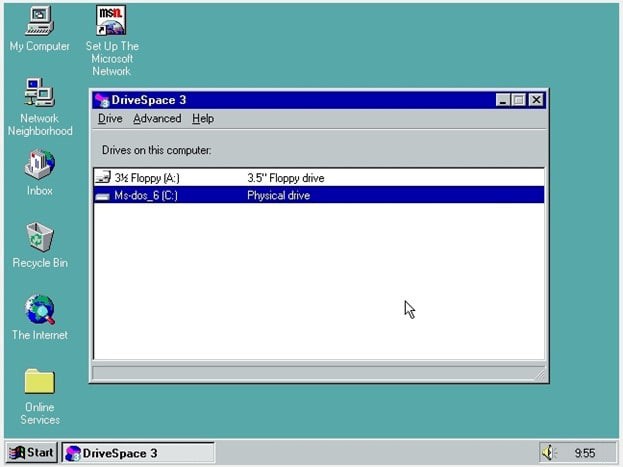 My Computer
msn.
Set Up The
Microsoft
Network
Network
Neighborhood
Inbox
Recycle Bin
The Internet
Online
Services
3 DriveSpace 3
Drive Advanced Help
Drives on this computer:
3½ Floppy (A:) 3.5" Floppy drive
Ms-dos_6 (C:) Physical drive
Start 3 DriveSpace 3 9:55